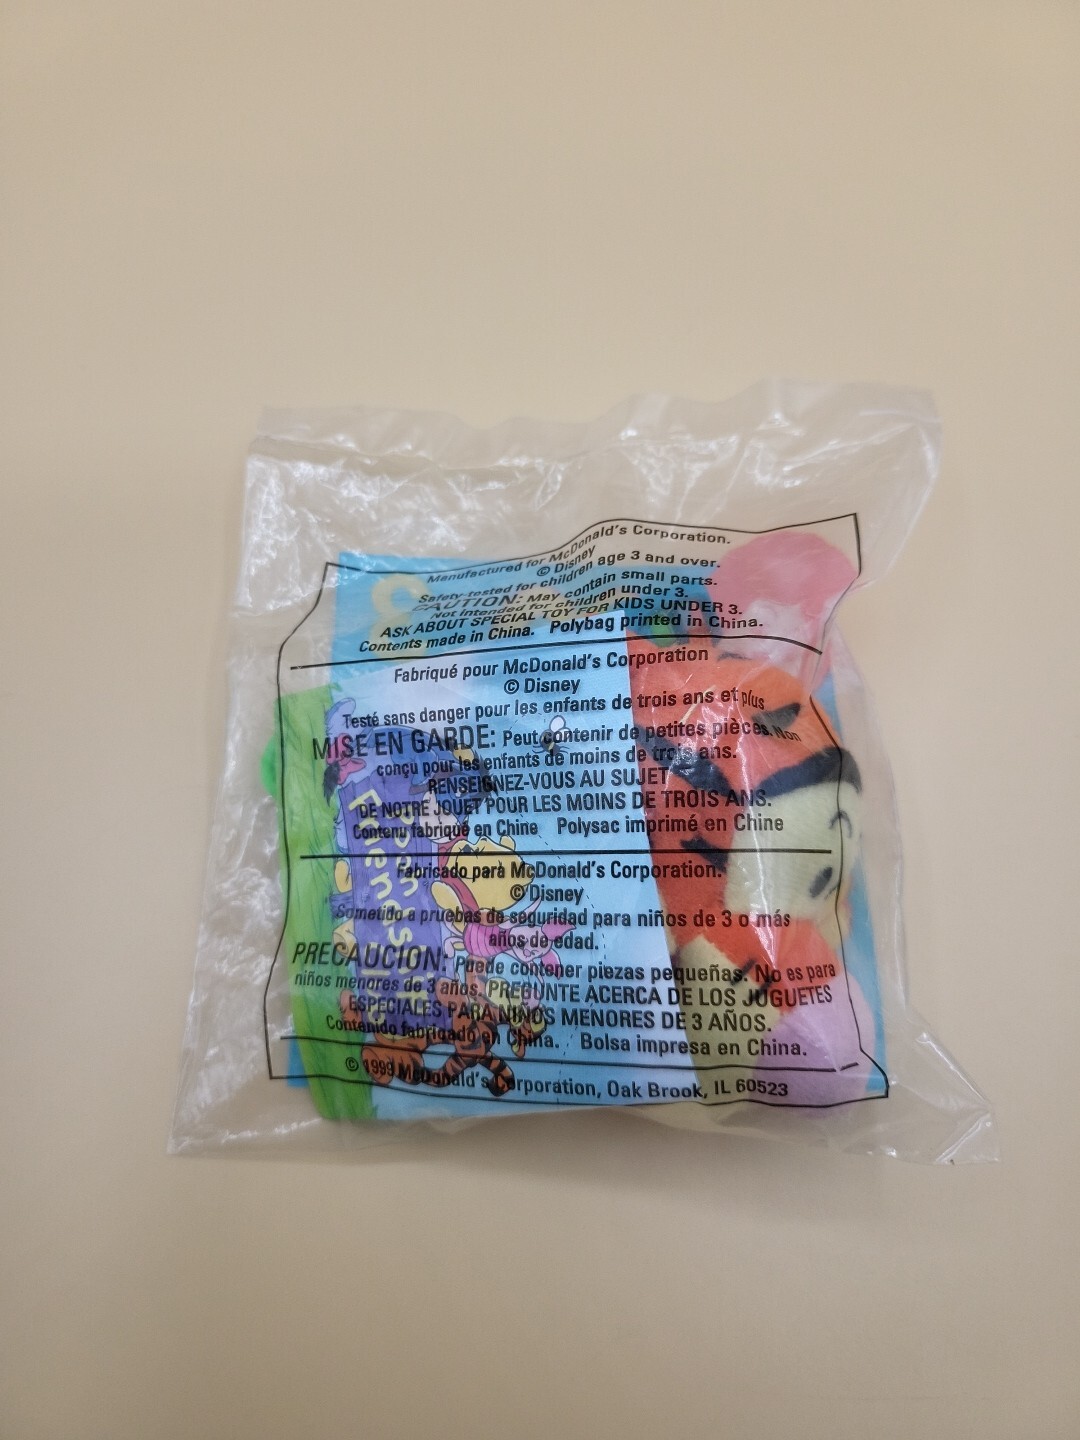 Manufactured for McDonald's Corporation.
© Disney
Safety-tested for children age 3 and over.
CAUTION: May contain small parts.
Not intended for children under 3.
ASK ABOUT SPECIAL TOY FOR KIDS UNDER 3.
Contents made in China. Polybag printed in China.
Fabriqué pour McDonald's Corporation
© Disney
Testé sans danger pour les enfants de trois ans et plus
MISE EN GARDE: Peut contenir de petites pièces. Non
conçu pour les enfants de moins de trois ans.
RENSEIGNEZ-VOUS AU SUJET
DE NOTRE JOUET POUR LES MOINS DE TROIS ANS.
Contenu fabriqué en Chine Polysac imprimé en Chine
Fabricado para McDonald's Corporation.
© Disney
Sometido a pruebas de seguridad para niños de 3 o más
años de edad.
PRECAUCION: Puede contener piezas pequeñas. No es para
niños menores de 3 años. PREGUNTE ACERCA DE LOS JUGUETES
ESPECIALES PARA NIÑOS MENORES DE 3 AÑOS.
Contenido fabricado en China. Bolsa impresa en China.
© 1999 McDonald's Corporation, Oak Brook, IL 60523
Friend